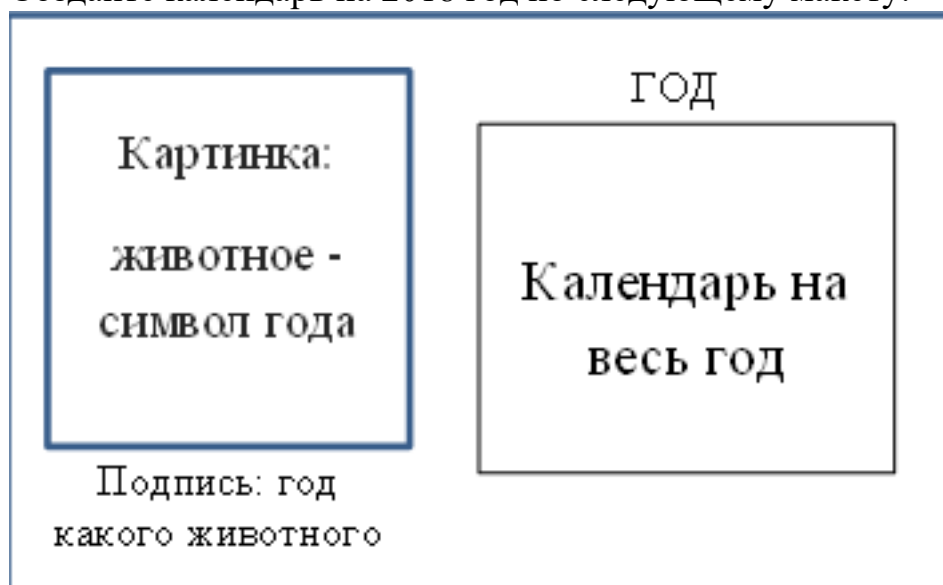 Картинка:
животное -
символ года
Подпись: год
какого животного
ГОД
Календарь на
весь год